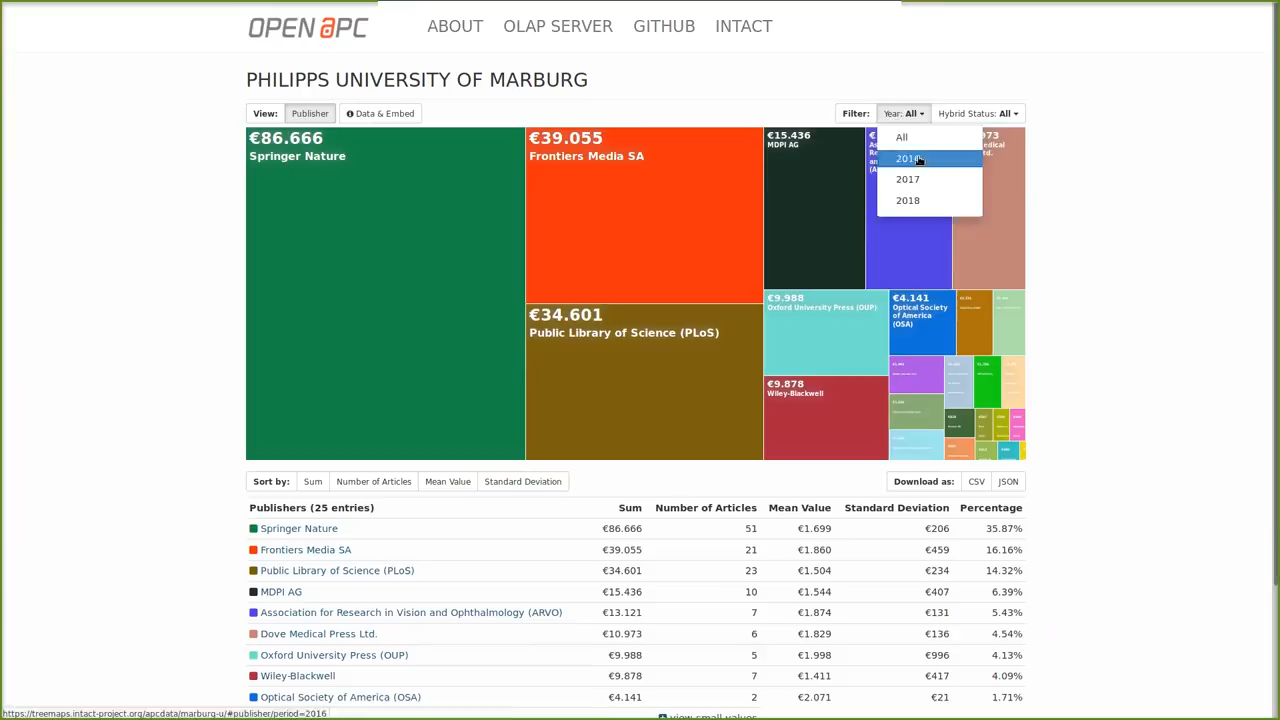 OPEN APC ABOUT OLAP SERVER GITHUB INTACT
PHILIPPS UNIVERSITY OF MARBURG
View: Publisher Data & Embed Filter: Year: All Hybrid Status: All
All
2016
2017
2018
€86.666
Springer Nature
€39.055
Frontiers Media SA
€15.436
MDPI AG
€34.601
Public Library of Science (PLoS)
€9.988
Oxford University Press (OUP)
€4.141
Optical Society
of America
(OSA)
€9.878
Wiley-Blackwell
Sort by: Sum Number of Articles Mean Value Standard Deviation Download as: CSV JSON
Publishers (25 entries) Sum Number of Articles Mean Value Standard Deviation Percentage
Springer Nature €86.666 51 €1.699 €206 35.87%
Frontiers Media SA €39.055 21 €1.860 €459 16.16%
Public Library of Science (PLoS) €34.601 23 €1.504 €234 14.32%
MDPI AG €15.436 10 €1.544 €407 6.39%
Association for Research in Vision and Ophthalmology (ARVO) €13.121 7 €1.874 €131 5.43%
Dove Medical Press Ltd. €10.973 6 €1.829 €136 4.54%
Oxford University Press (OUP) €9.988 5 €1.998 €996 4.13%
Wiley-Blackwell €9.878 7 €1.411 €417 4.09%
Optical Society of America (OSA) €4.141 2 €2.071 €21 1.71%
view small values
https://treemaps.intact-project.org/apcdata/marburg-u/#publisher/period=2016